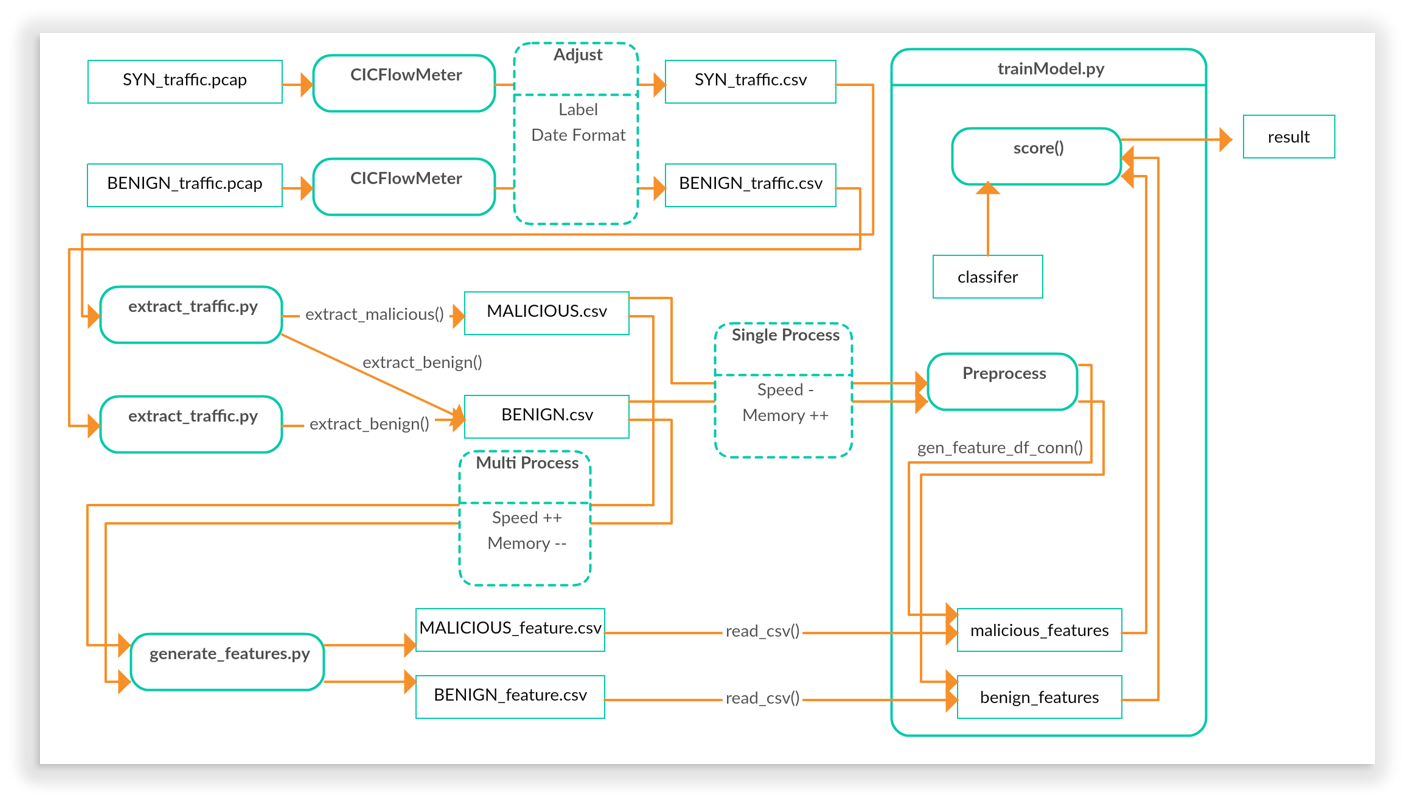 SYN_traffic.pcap
CICFlowMeter
Adjust
SYN_traffic.csv
trainModel.py
Label
Date Format
BENIGN_traffic.pcap
CICFlowMeter
BENIGN_traffic.csv
score()
result
classifer
extract_traffic.py
extract_malicious()
MALICIOUS.csv
extract_benign()
extract_traffic.py
extract_benign()
BENIGN.csv
Single Process
Speed -
Memory ++
Preprocess
gen_feature_df_conn()
Multi Process
Speed ++
Memory --
generate_features.py
MALICIOUS_feature.csv
read_csv()
malicious_features
BENIGN_feature.csv
read_csv()
benign_features